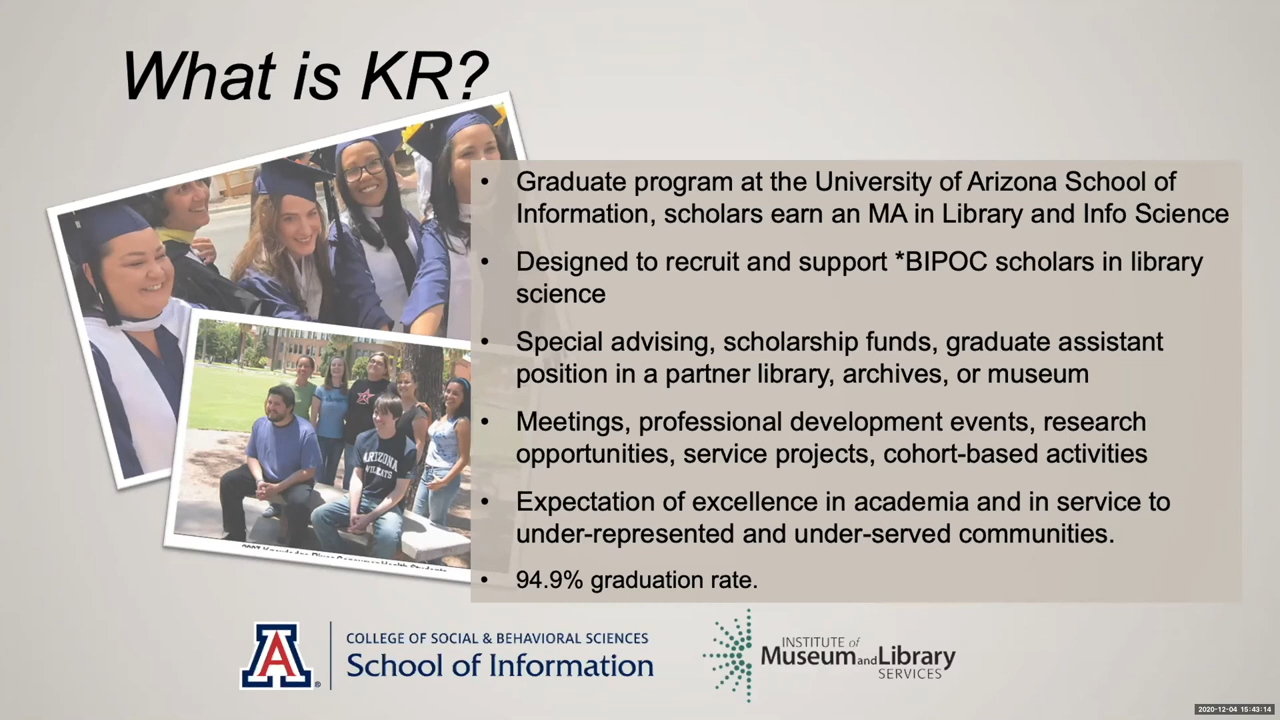 What is KR?
• Graduate program at the University of Arizona School of
Information, scholars earn an MA in Library and Info Science
• Designed to recruit and support *BIPOC scholars in library
science
• Special advising, scholarship funds, graduate assistant
position in a partner library, archives, or museum
• Meetings, professional development events, research
opportunities, service projects, cohort-based activities
• Expectation of excellence in academia and in service to
under-represented and under-served communities.
• 94.9% graduation rate.
ARIZONA
WILCATS
A
COLLEGE OF SOCIAL & BEHAVIORAL SCIENCES
School of Information
INSTITUTE of
Museum and Library
SERVICES
2020-12-04 15:43:14